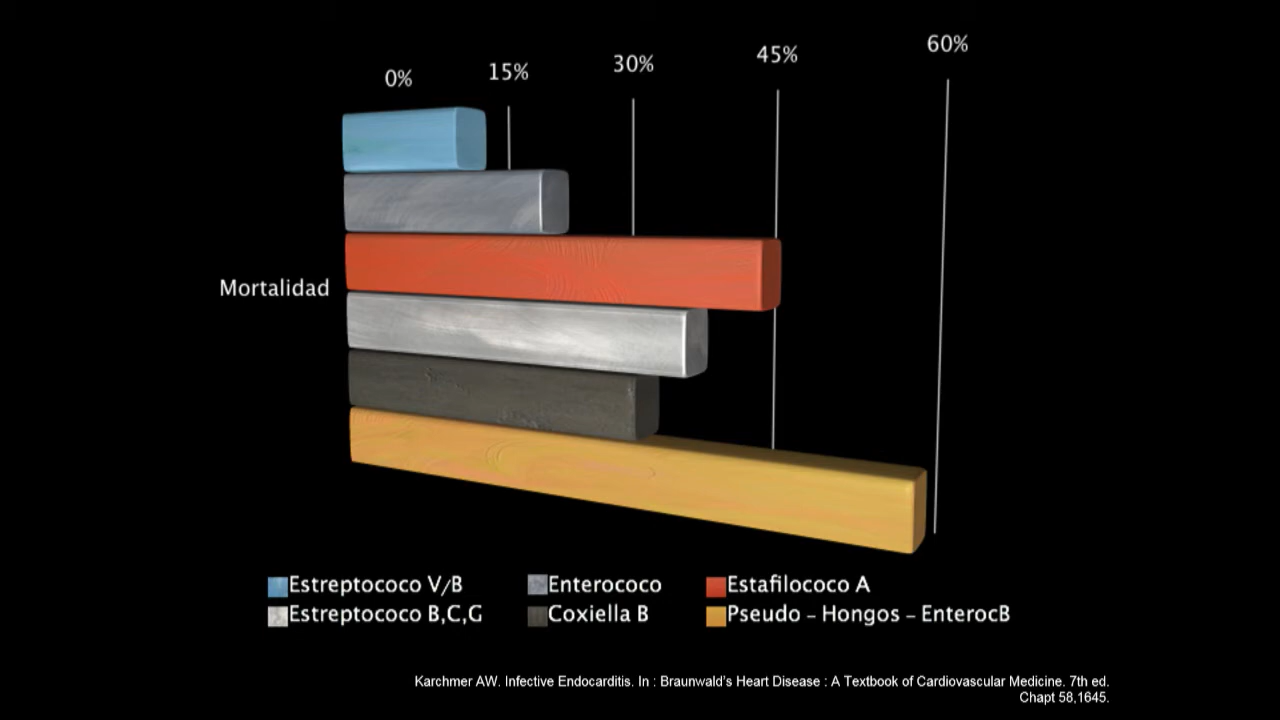 0% 15% 30% 45% 60%
Mortalidad
Estreptococo V/B Enterococo Estafilococo A
Estreptococo B,C,G Coxiella B Pseudo – Hongos – EnterocB
Karchmer AW. Infective Endocarditis. In : Braunwald's Heart Disease : A Textbook of Cardiovascular Medicine. 7th ed.
Chapt 58,1645.